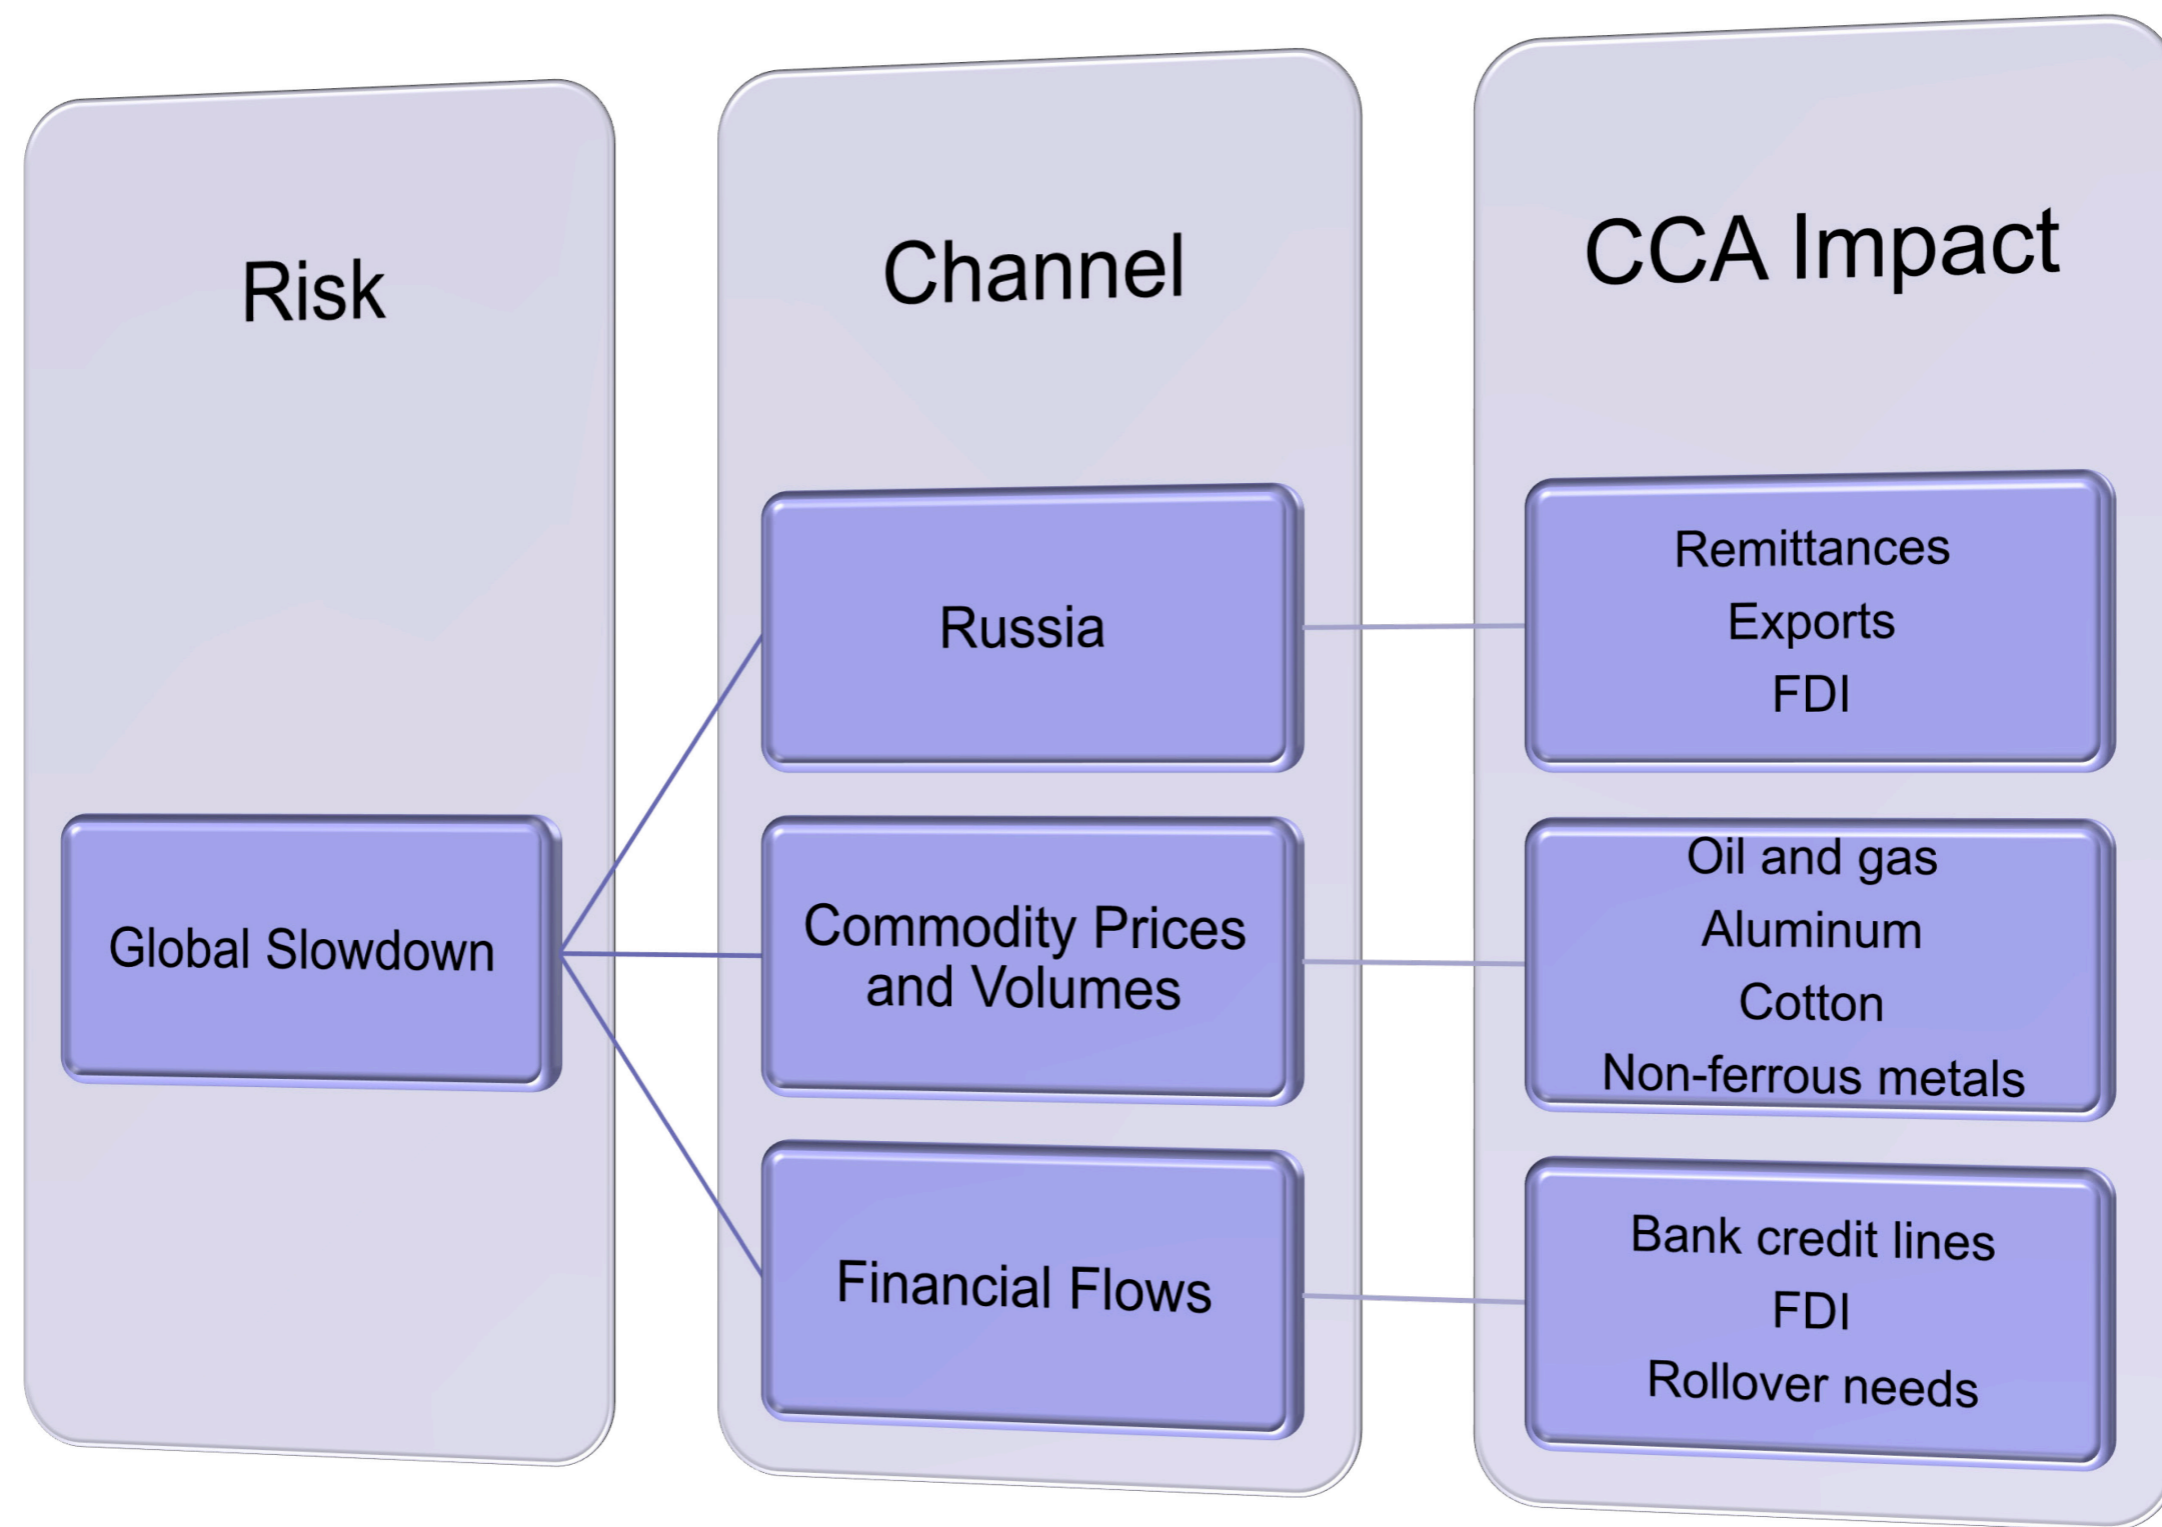 Risk
Global Slowdown
Channel
Russia
Commodity Prices
and Volumes
Financial Flows
CCA Impact
Remittances
Exports
FDI
Oil and gas
Aluminum
Cotton
Non-ferrous metals
Bank credit lines
FDI
Rollover needs